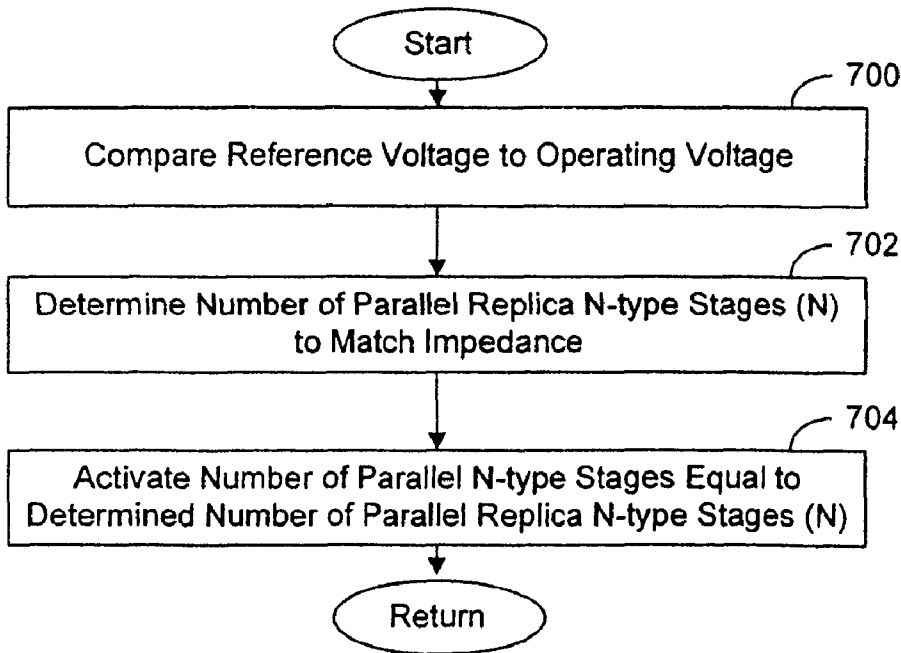 Start
700
Compare Reference Voltage to Operating Voltage
702
Determine Number of Parallel Replica N-type Stages (N)
to Match Impedance
704
Activate Number of Parallel N-type Stages Equal to
Determined Number of Parallel Replica N-type Stages (N)
Return